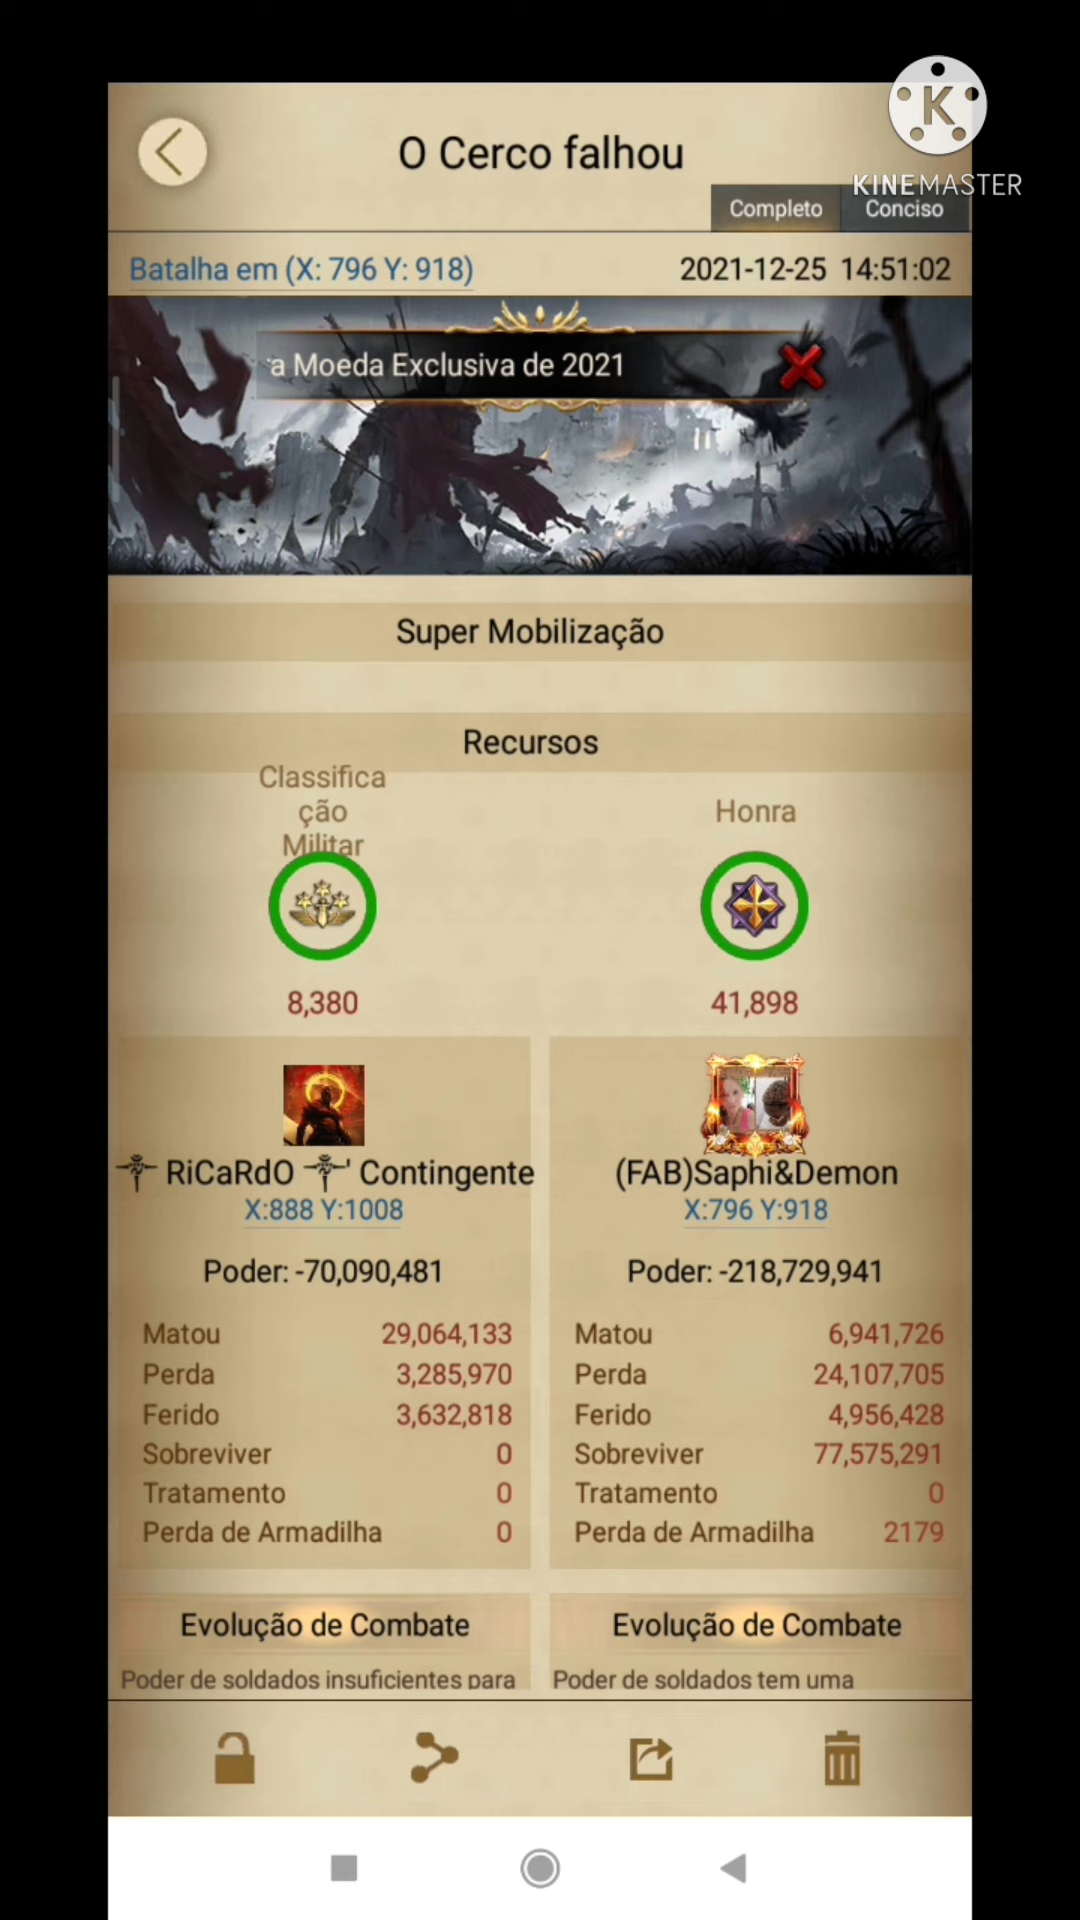 K
KINEMASTER
O Cerco falhou
Completo Conciso
Batalha em (X: 796 Y: 918) 2021-12-25 14:51:02
a Moeda Exclusiva de 2021
Super Mobilização
Recursos
Classifica
ção
Militar
Honra
8,380 41,898
RiCaRdO ' Contingente
X:888 Y:1008
Poder: -70,090,481
Matou 29,064,133
Perda 3,285,970
Ferido 3,632,818
Sobreviver 0
Tratamento 0
Perda de Armadilha 0
Evolução de Combate
Poder de soldados insuficientes para
(FAB)Saphi&Demon
X:796 Y:918
Poder: -218,729,941
Matou 6,941,726
Perda 24,107,705
Ferido 4,956,428
Sobreviver 77,575,291
Tratamento 0
Perda de Armadilha 2179
Evolução de Combate
Poder de soldados tem uma